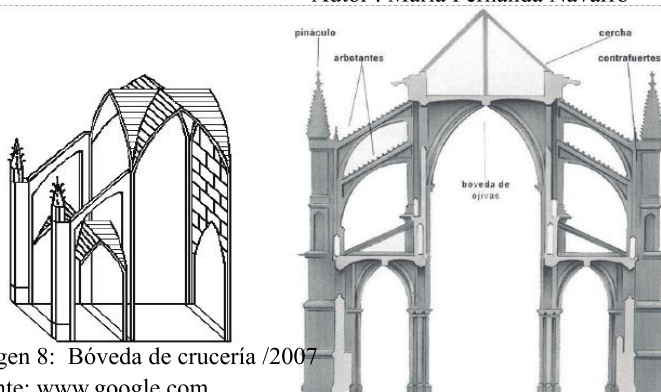 Autor : María Fernanda Navarro
pináculo
cercha
arbotantes
contrafuertes
boveda de
ojivas
gen 8: Bóveda de crucería /2007
nte: www.google.com